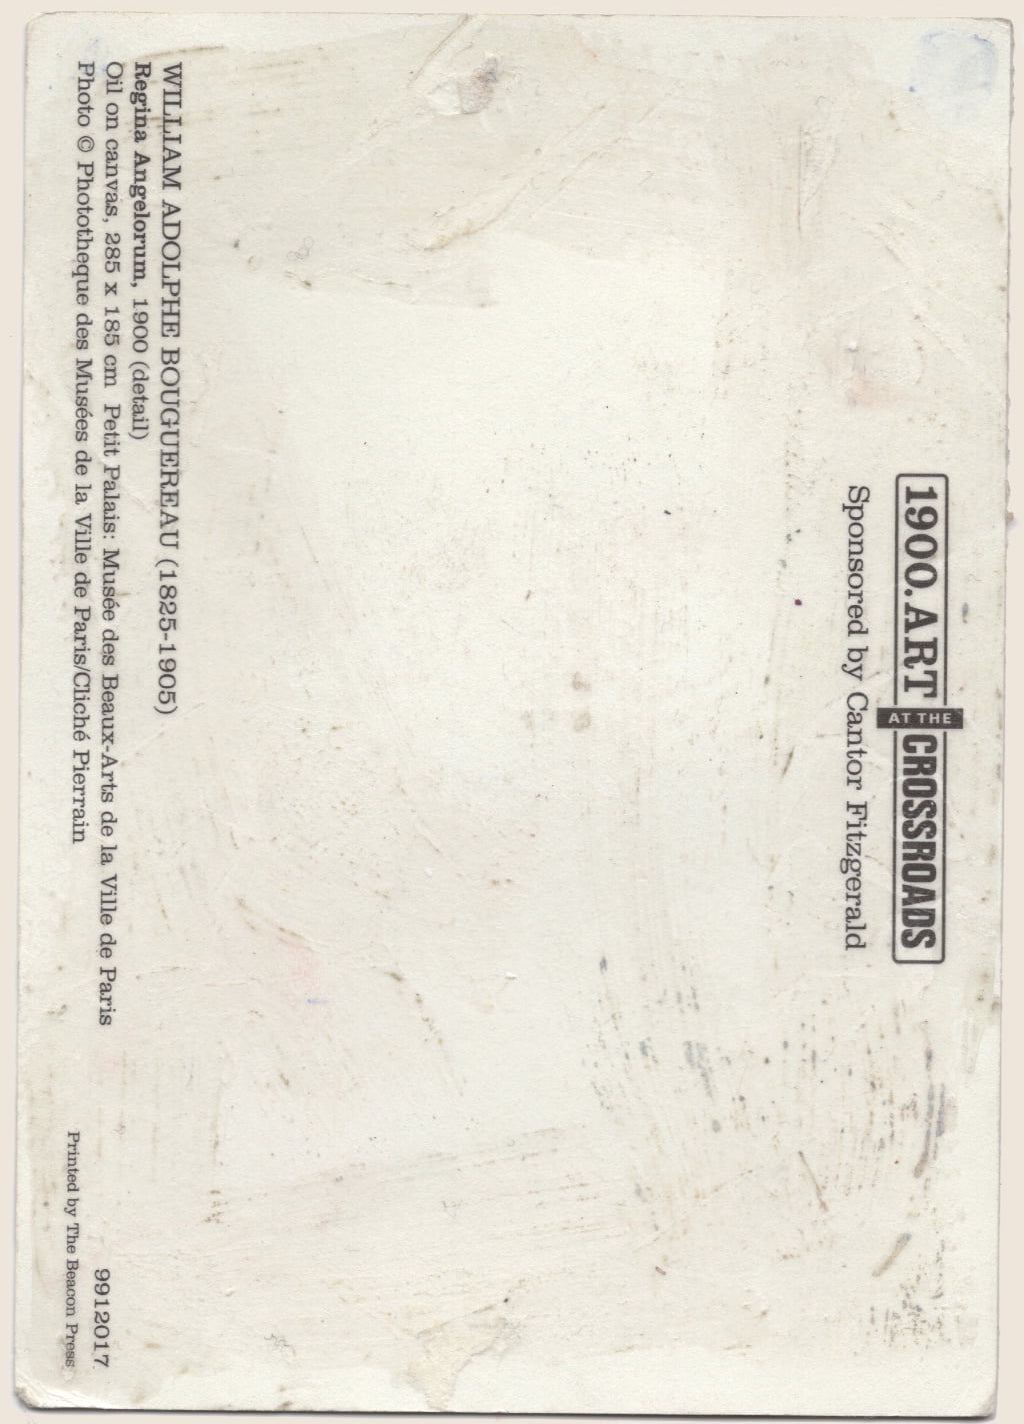 1900.ART AT THE CROSSROADS
Sponsored by Cantor Fitzgerald
WILLIAM ADOLPHE BOUGUEREAU (1825-1905)
Regina Angelorum, 1900 (detail)
Oil on canvas, 285 x 185 cm Petit Palais: Musée des Beaux-Arts de la Ville de Paris
Photo © Phototheque des Musées de la Ville de Paris/Cliché Pierrain
9912017
Printed by The Beacon Press